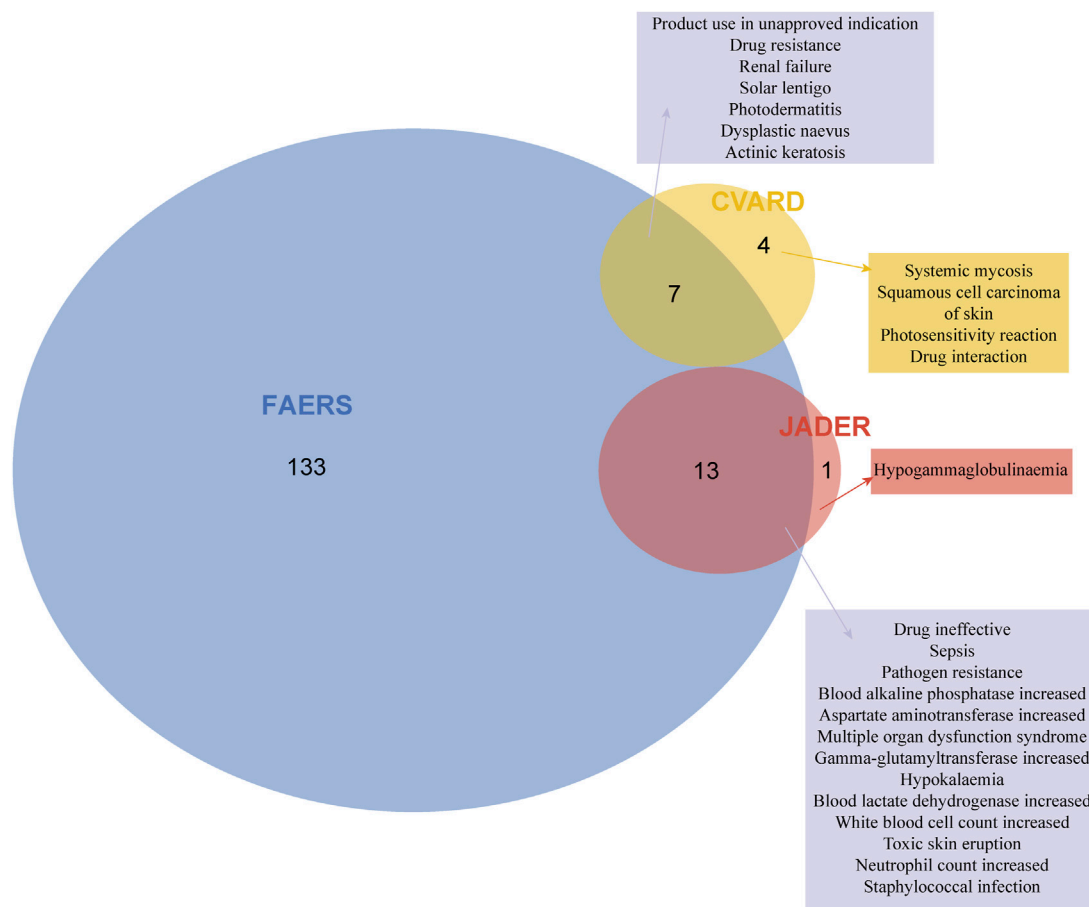 Product use in unapproved indication
Drug resistance
Renal failure
Solar lentigo
Photodermatitis
Dysplastic naevus
Actinic keratosis
CVARD
4
7
Systemic mycosis
Squamous cell carcinoma
of skin
Photosensitivity reaction
Drug interaction
FAERS
133
JADER
13
1
Hypogammaglobulinaemia
Drug ineffective
Sepsis
Pathogen resistance
Blood alkaline phosphatase increased
Aspartate aminotransferase increased
Multiple organ dysfunction syndrome
Gamma-glutamyltransferase increased
Hypokalaemia
Blood lactate dehydrogenase increased
White blood cell count increased
Toxic skin eruption
Neutrophil count increased
Staphylococcal infection